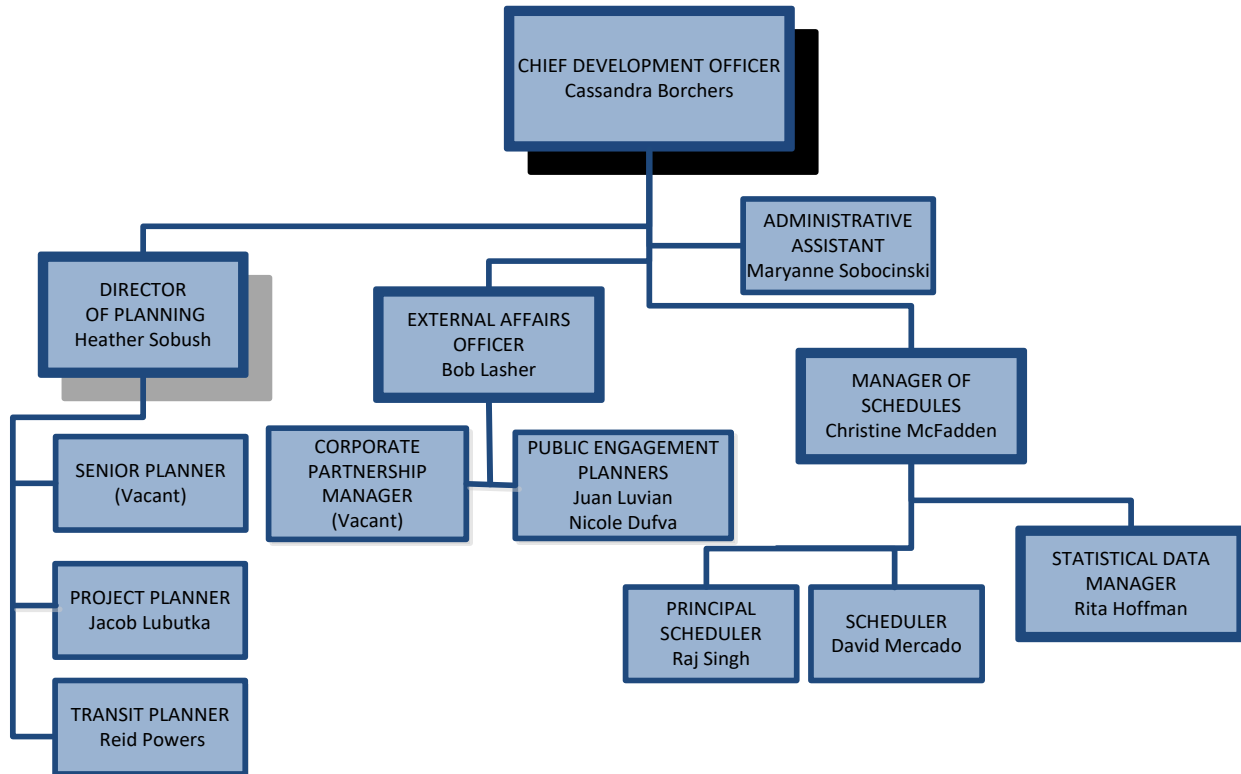 CHIEF DEVELOPMENT OFFICER
Cassandra Borchers
ADMINISTRATIVE
ASSISTANT
Maryanne Sobocinski
DIRECTOR
OF PLANNING
Heather Sobush
EXTERNAL AFFAIRS
OFFICER
Bob Lasher
MANAGER OF
SCHEDULES
Christine McFadden
SENIOR PLANNER
(Vacant)
PROJECT PLANNER
Jacob Lubutka
TRANSIT PLANNER
Reid Powers
CORPORATE
PARTNERSHIP
MANAGER
(Vacant)
PUBLIC ENGAGEMENT
PLANNERS
Juan Luvian
Nicole Dufva
PRINCIPAL
SCHEDULER
Raj Singh
SCHEDULER
David Mercado
STATISTICAL DATA
MANAGER
Rita Hoffman